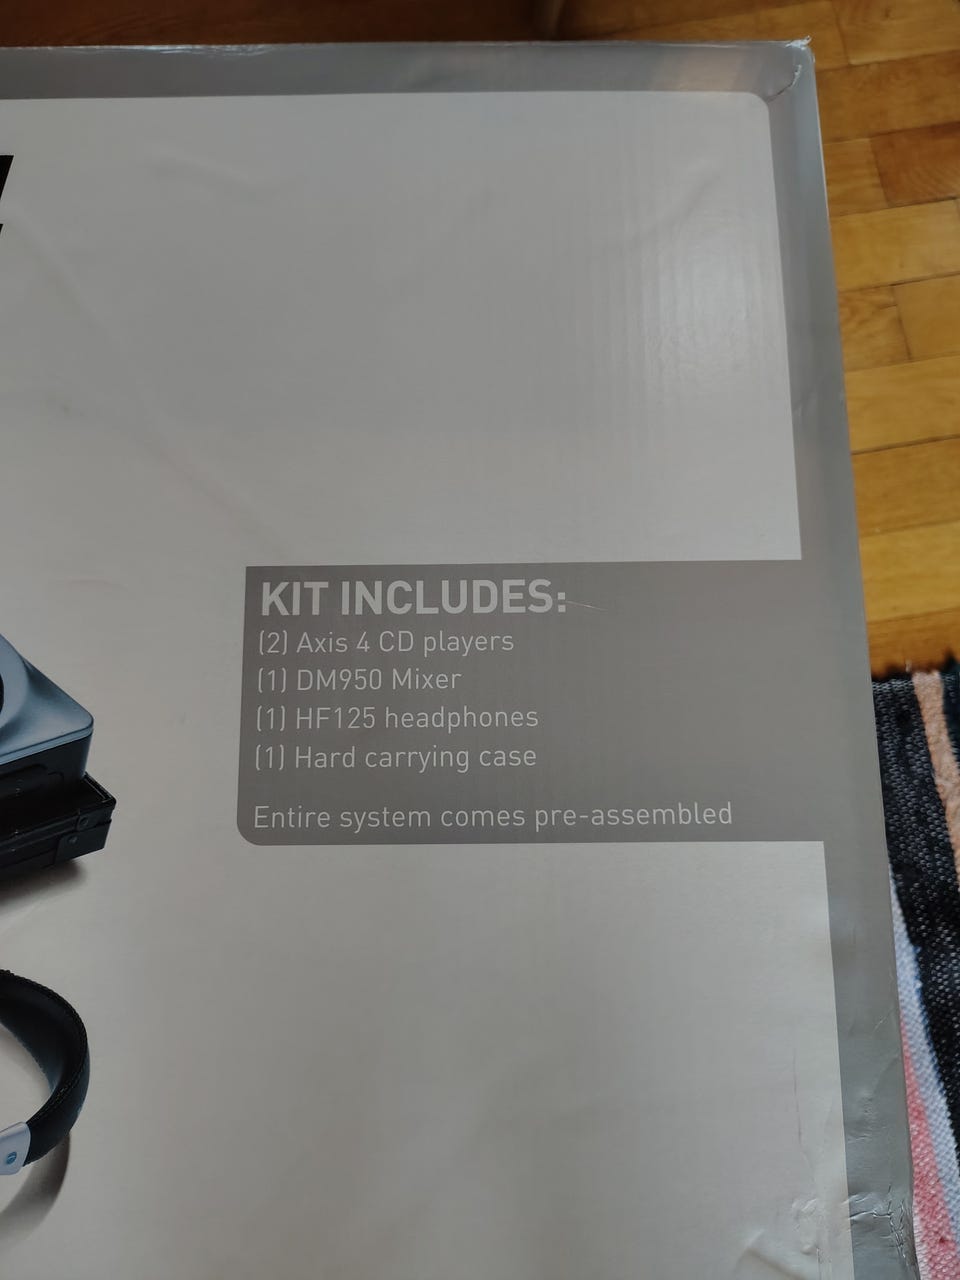 KIT INCLUDES:
(2) Axis 4 CD players
(1) DM950 Mixer
(1) HF125 headphones
(1) Hard carrying case
Entire system comes pre-assembled